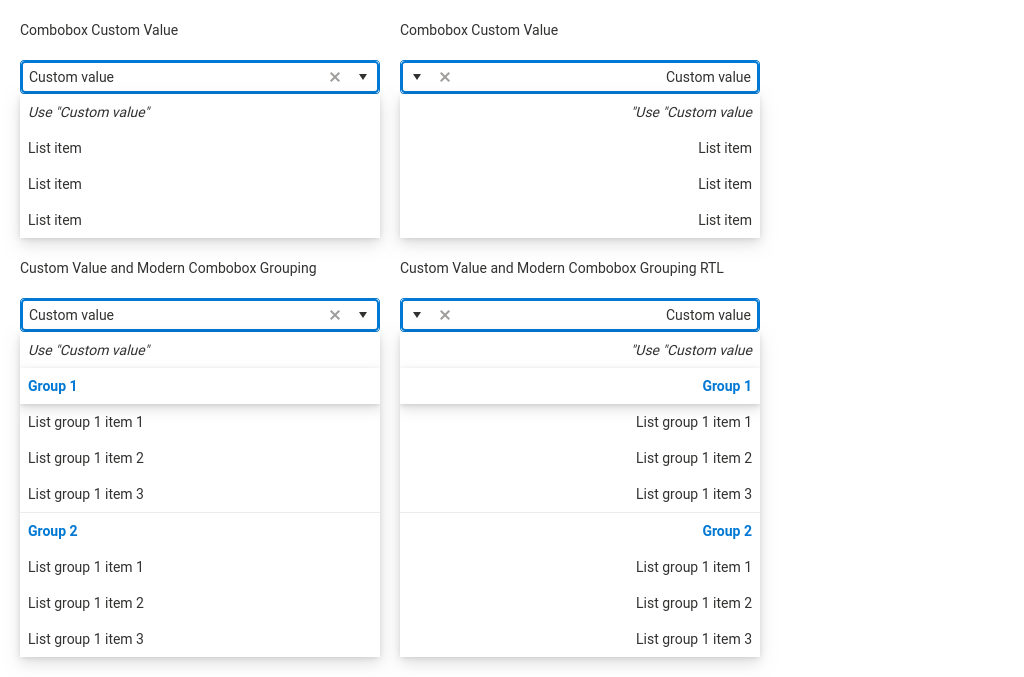 Combobox Custom Value
Custom value
Use "Custom value"
List item
List item
List item
Combobox Custom Value
Custom value
"Use "Custom value
List item
List item
List item
Custom Value and Modern Combobox Grouping
Custom value
Use "Custom value"
Group 1
List group 1 item 1
List group 1 item 2
List group 1 item 3
Group 2
List group 1 item 1
List group 1 item 2
List group 1 item 3
Custom Value and Modern Combobox Grouping RTL
Custom value
"Use "Custom value
Group 1
List group 1 item 1
List group 1 item 2
List group 1 item 3
Group 2
List group 1 item 1
List group 1 item 2
List group 1 item 3